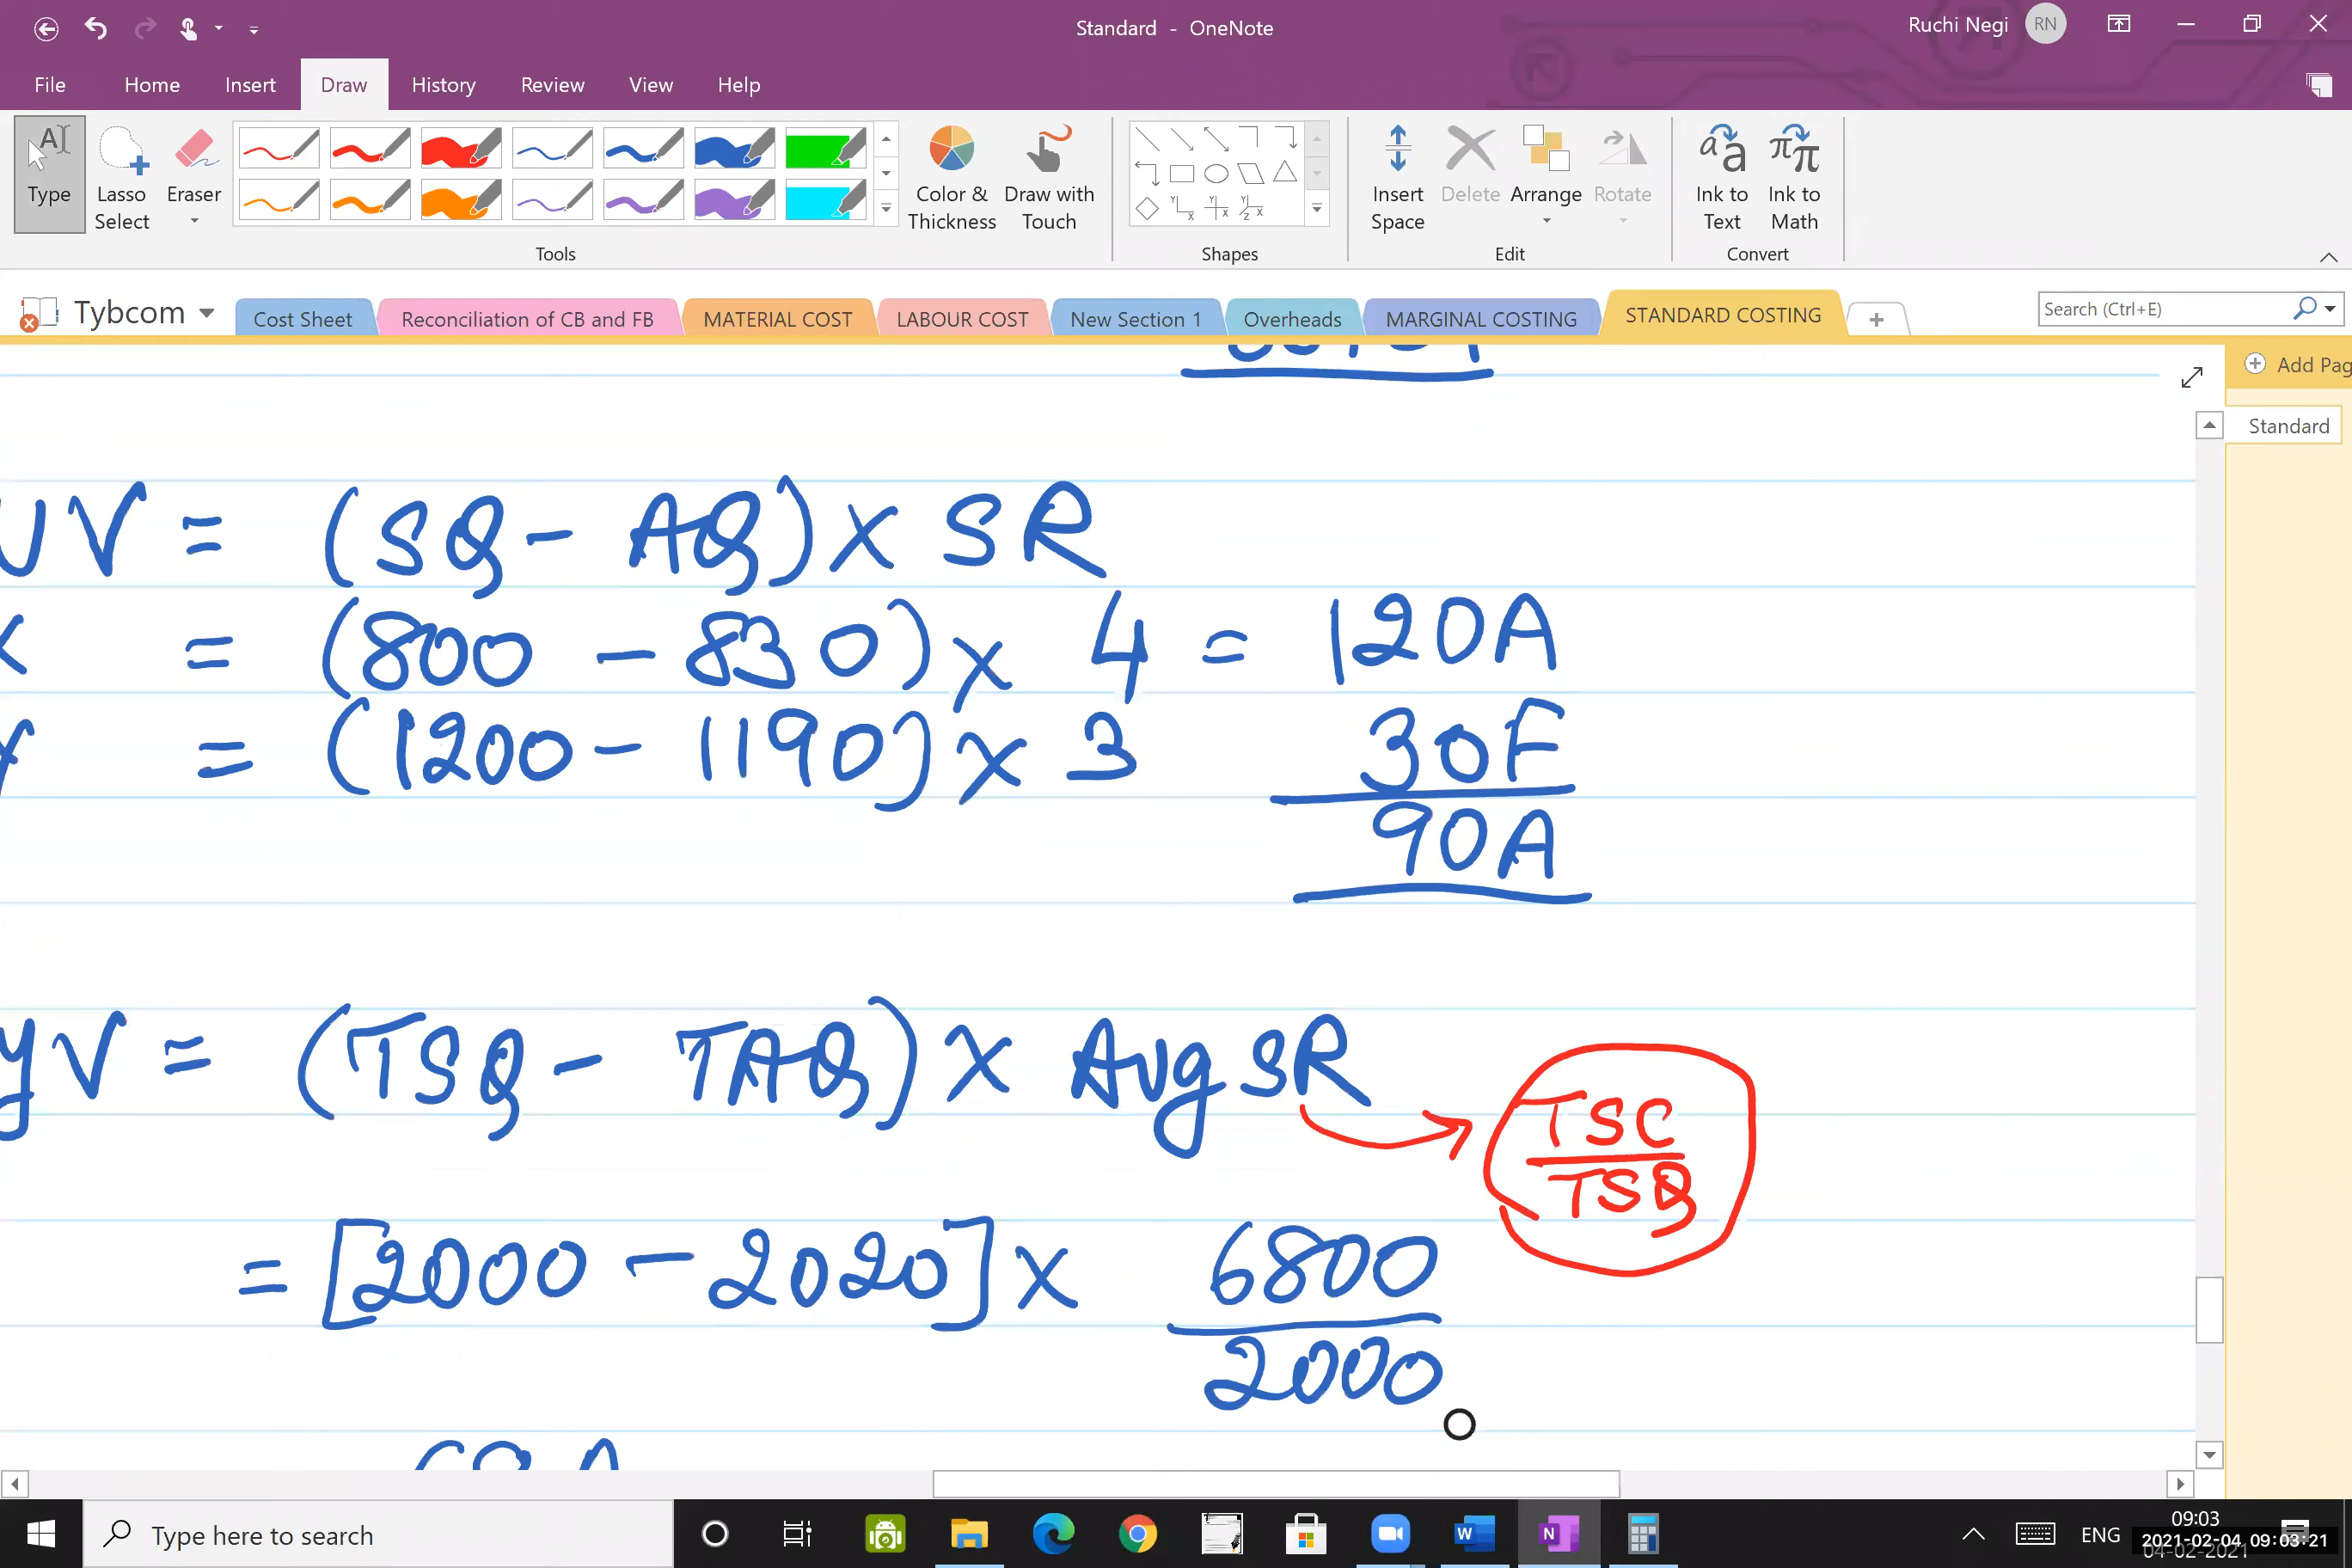 Standard - OneNote
Ruchi Negi RN
File Home Insert Draw History Review View Help
Type
Lasso Select
Eraser
Color & Thickness
Draw with Touch
Insert Space
Delete
Arrange
Rotate
Ink to Text
Ink to Math
Tools Shapes Edit Convert
Tybcom Cost Sheet Reconciliation of CB and FB MATERIAL COST LABOUR COST New Section 1 Overheads MARGINAL COSTING STANDARD COSTING + Search (Ctrl+E)
Add Pag
Standard
UV = (SQ - AQ) X SR
X = (800 - 830) X 4 = 120A
Y = (1200 - 1190) X 3 30F
90A
yV = (TSQ - TAQ) X Avg SR
TSC
TSQ
= [2000 - 2020] X 6800
2000
Type here to search
ENG
09:03
04-02-2021
2021-02-04 09:03:21